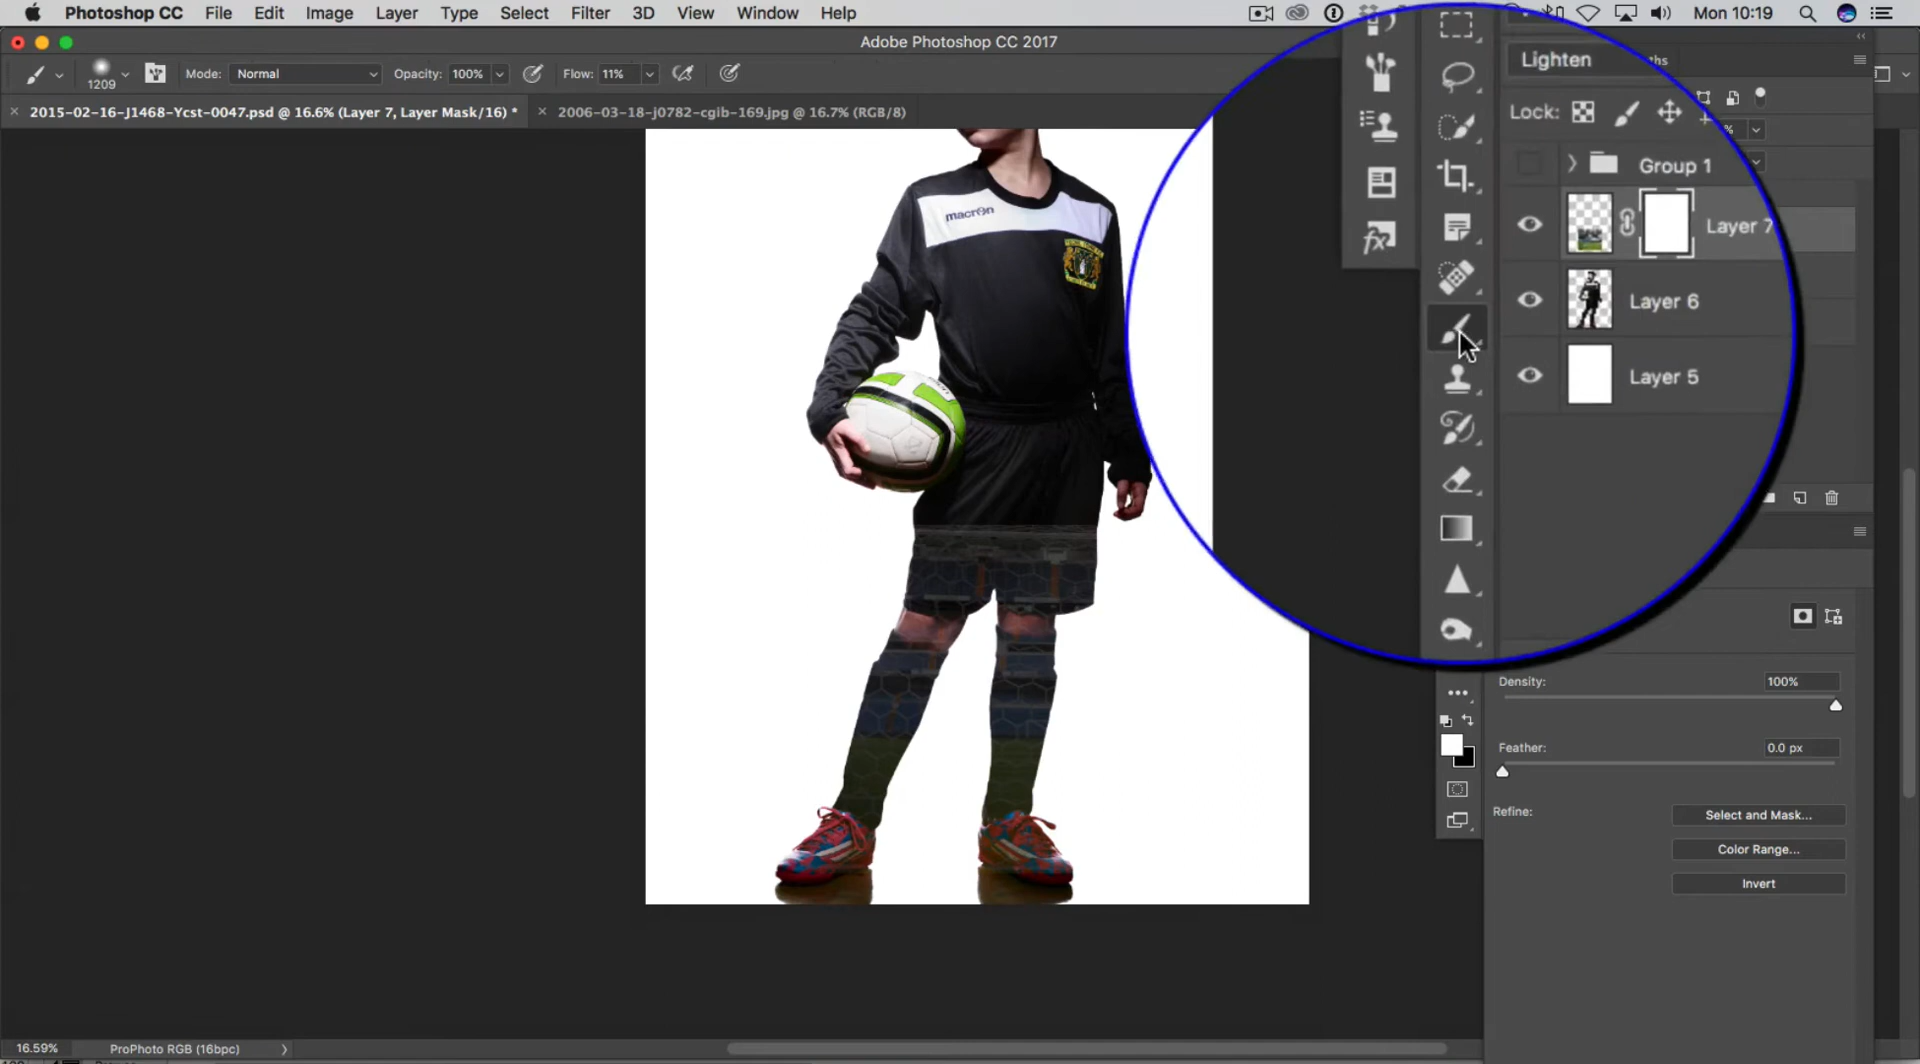 Photoshop CC File Edit Image Layer Type Select Filter 3D View Window Help Mon 10:19
Adobe Photoshop CC 2017
1209 Mode: Normal Opacity: 100% Flow: 11%
2015-02-16-J1468-Ycst-0047.psd @ 16.6% (Layer 7, Layer Mask/16) * 2006-03-18-j0782-cgib-169.jpg @ 16.7% (RGB/8)
Lighten
Lock:
Group 1
Layer 7
Layer 6
Layer 5
macron
Density: 100%
Feather: 0.0 px
Refine: Select and Mask...
Color Range...
Invert
16.59% ProPhoto RGB (16bpc)